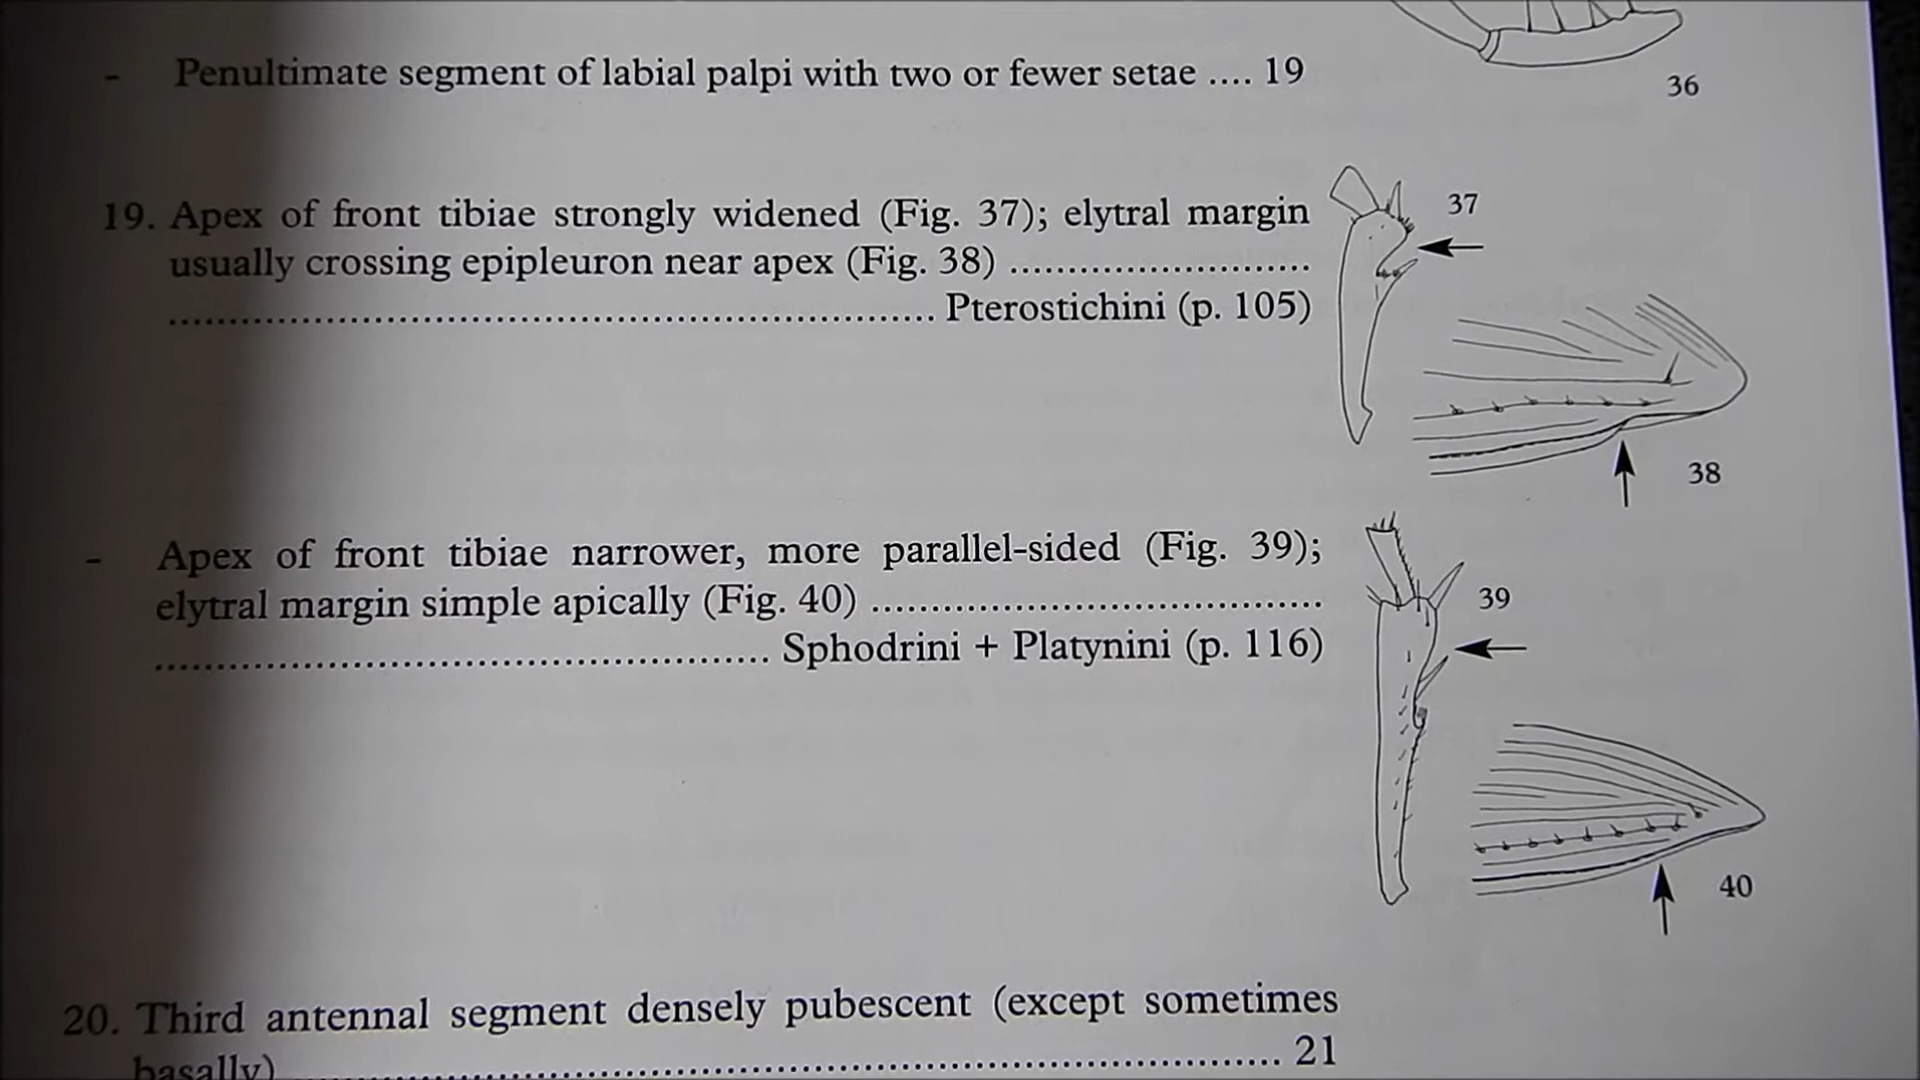 - Penultimate segment of labial palpi with two or fewer setae .... 19
36
19. Apex of front tibiae strongly widened (Fig. 37); elytral margin
usually crossing epipleuron near apex (Fig. 38) ..........................
................................................................. Pterostichini (p. 105)
37
38
- Apex of front tibiae narrower, more parallel-sided (Fig. 39);
elytral margin simple apically (Fig. 40) ......................................
.................................................... Sphodrini + Platynini (p. 116)
39
40
20. Third antennal segment densely pubescent (except sometimes
basally) .................................................................................... 21